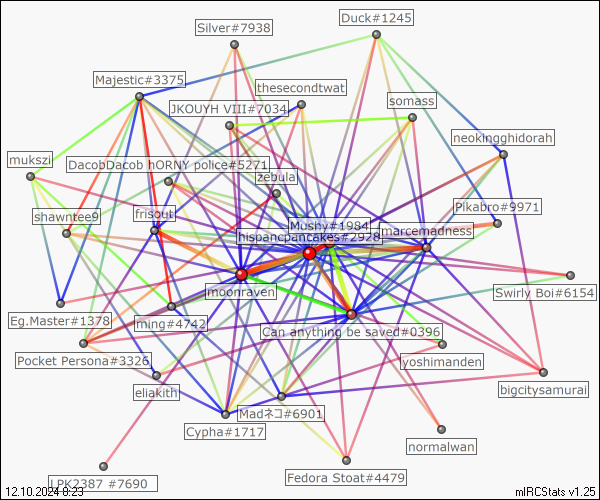 Duck#1245
Silver#7938
Majestic#3375
thesecondtwat
JKOUYH VIII#7034
somass
neokingghidorah
mukszi
DacobDacob hORNY police#5271
zebula
shawntee9
frisout
Pikabro#9971
Mushy#1984
marcemadness
hispancpancakes#2928
moonraven
Swirly Boi#6154
Eg.Master#1378
ming#4742
Can anything be saved#0396
Pocket Persona#3326
yoshimanden
eliakith
bigcitysamurai
Madネコ#6901
Cypha#1717
normalwan
Fedora Stoat#4479
LPK2387 #7690
12.10.2024 8:23
mIRCStats v1.25